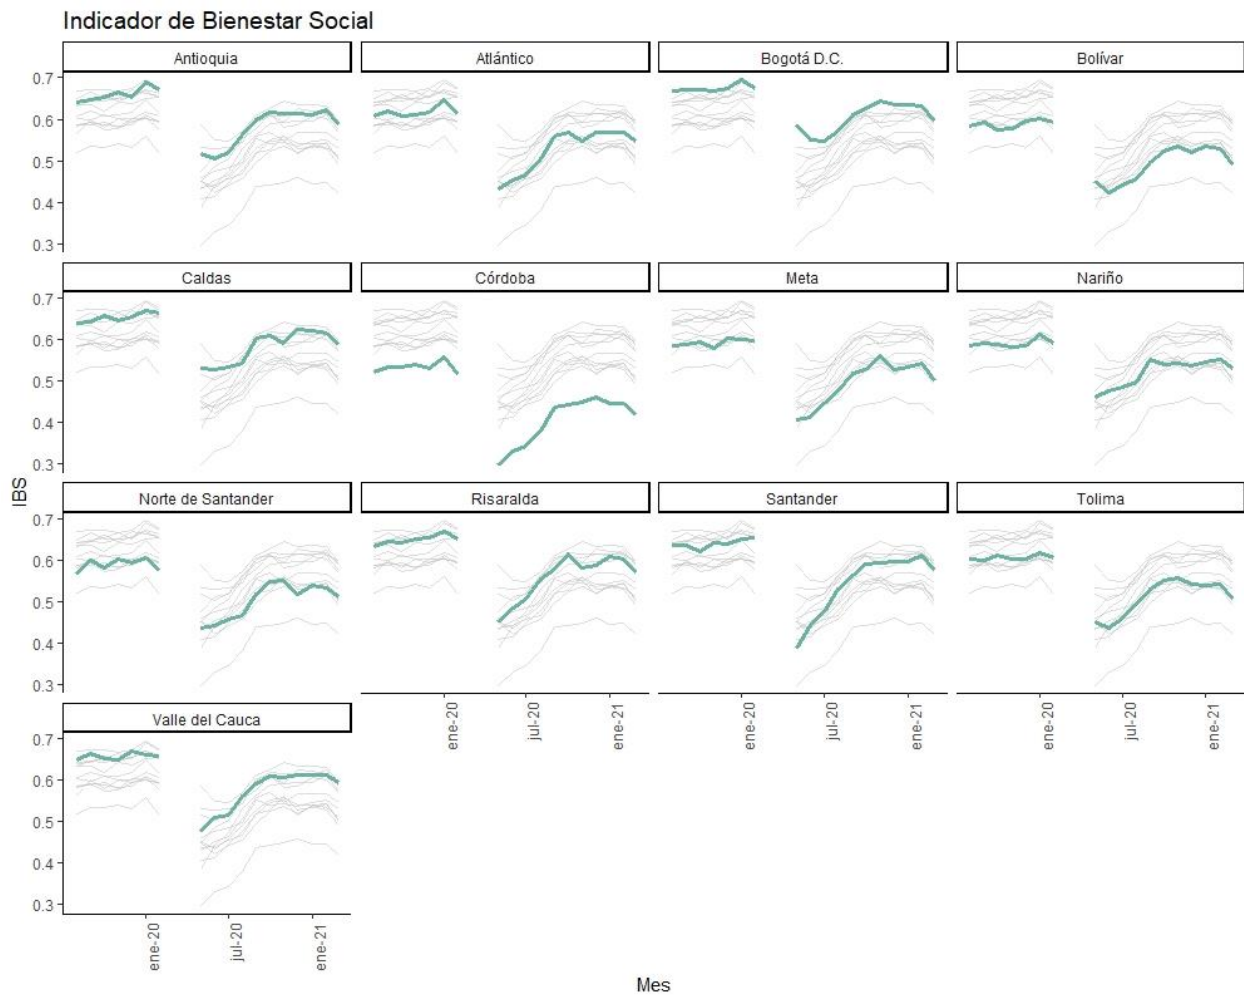 Indicador de Bienestar Social
Antioquia Atlántico Bogotá D.C. Bolívar
0.7
0.6
0.5
0.4
0.3
Caldas Córdoba Meta Nariño
0.7
0.6
0.5
0.4
0.3
IBS
Norte de Santander Risaralda Santander Tolima
0.7
0.6
0.5
0.4
0.3
ene-20 jul-20 ene-21 ene-20 jul-20 ene-21 ene-20 jul-20 ene-21
Valle del Cauca
0.7
0.6
0.5
0.4
0.3
ene-20 jul-20 ene-21
Mes